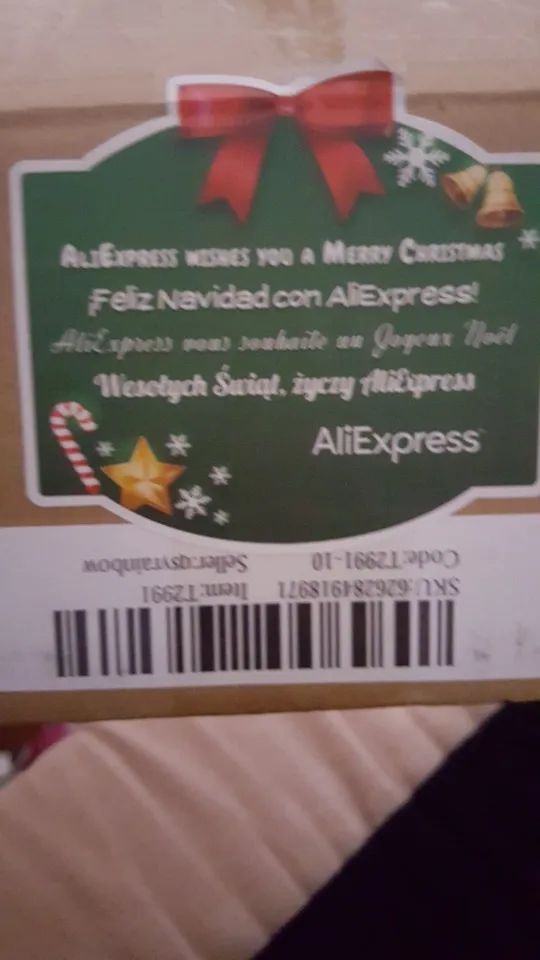 AliExpress wishes you a Merry Christmas
¡Feliz Navidad con AliExpress!
AliExpress vous souhaite un Joyeux Noël
Wesołych Świąt, życzy AliExpress
AliExpress
SKU:62628491897I Item:T2991
Code:T2991-10 Seller:qsyrainbow